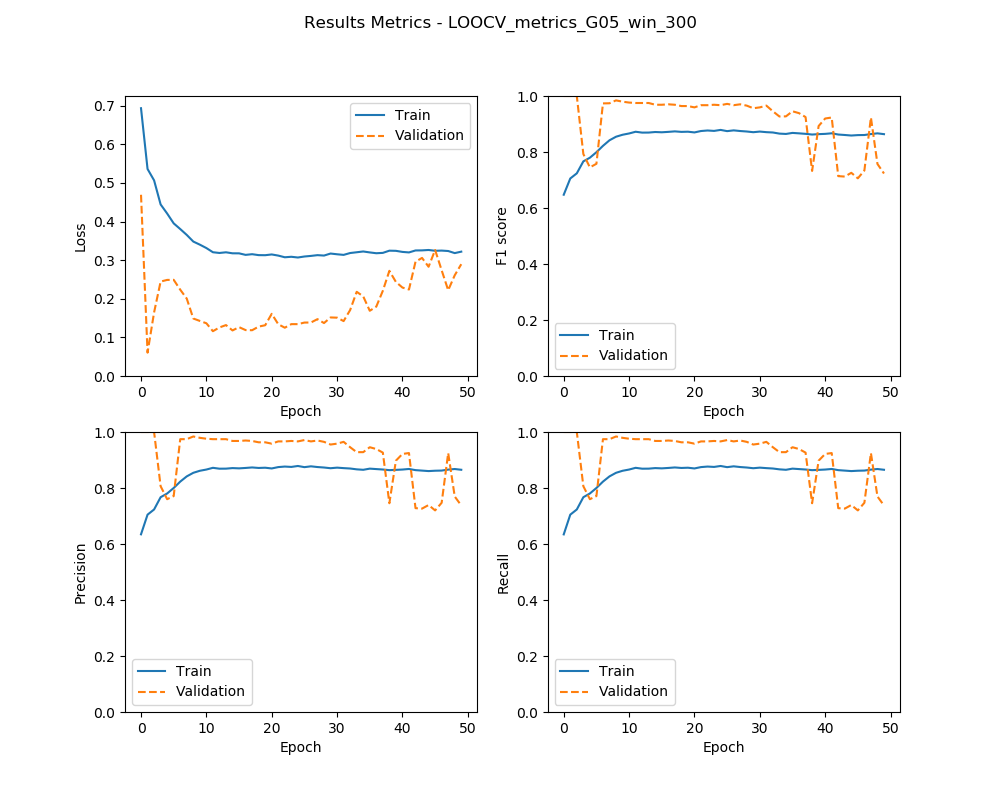 Results Metrics - LOOCV_metrics_G05_win_300
0.7
0.6
0.5
0.4
0.3
0.2
0.1
0.0
Loss
Train
Validation
0 10 20 30 40 50
Epoch
1.0
0.8
0.6
0.4
0.2
0.0
F1 score
Train
Validation
0 10 20 30 40 50
Epoch
1.0
0.8
0.6
0.4
0.2
0.0
Precision
Train
Validation
0 10 20 30 40 50
Epoch
1.0
0.8
0.6
0.4
0.2
0.0
Recall
Train
Validation
0 10 20 30 40 50
Epoch